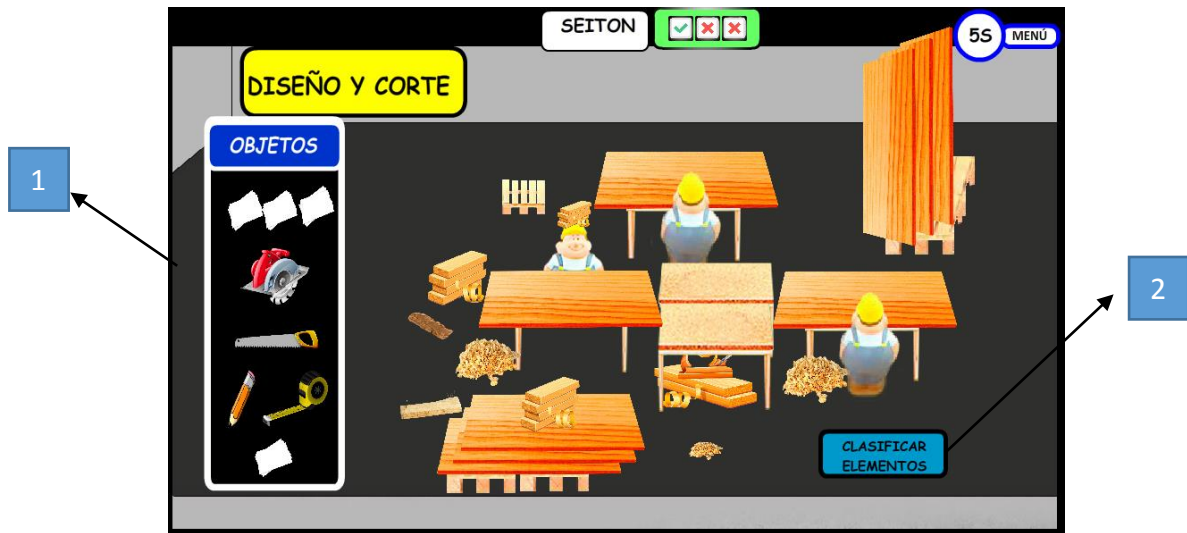 SEITON
5S
MENÚ
DISEÑO Y CORTE
OBJETOS
1
2
CLASIFICAR
ELEMENTOS